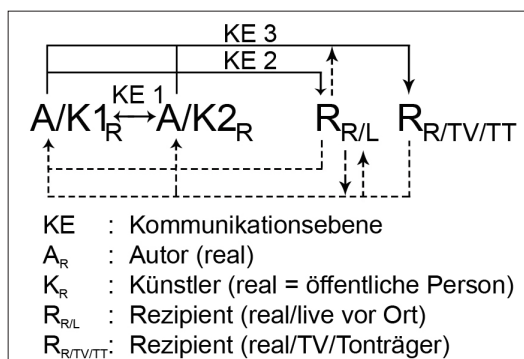 KE 3
KE 2
KE 1
A/K1R A/K2R RR/L RR/TV/TT
KE : Kommunikationsebene
AR : Autor (real)
KR : Künstler (real = öffentliche Person)
RR/L : Rezipient (real/live vor Ort)
RR/TV/TT: Rezipient (real/TV/Tonträger)